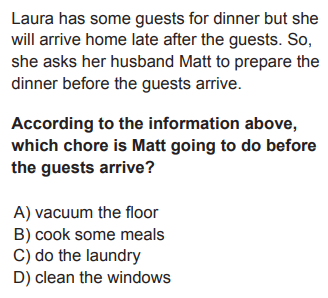 Laura has some guests for dinner but she
will arrive home late after the guests. So,
she asks her husband Matt to prepare the
dinner before the guests arrive.
According to the information above,
which chore is Matt going to do before
the guests arrive?
A) vacuum the floor
B) cook some meals
C) do the laundry
D) clean the windows